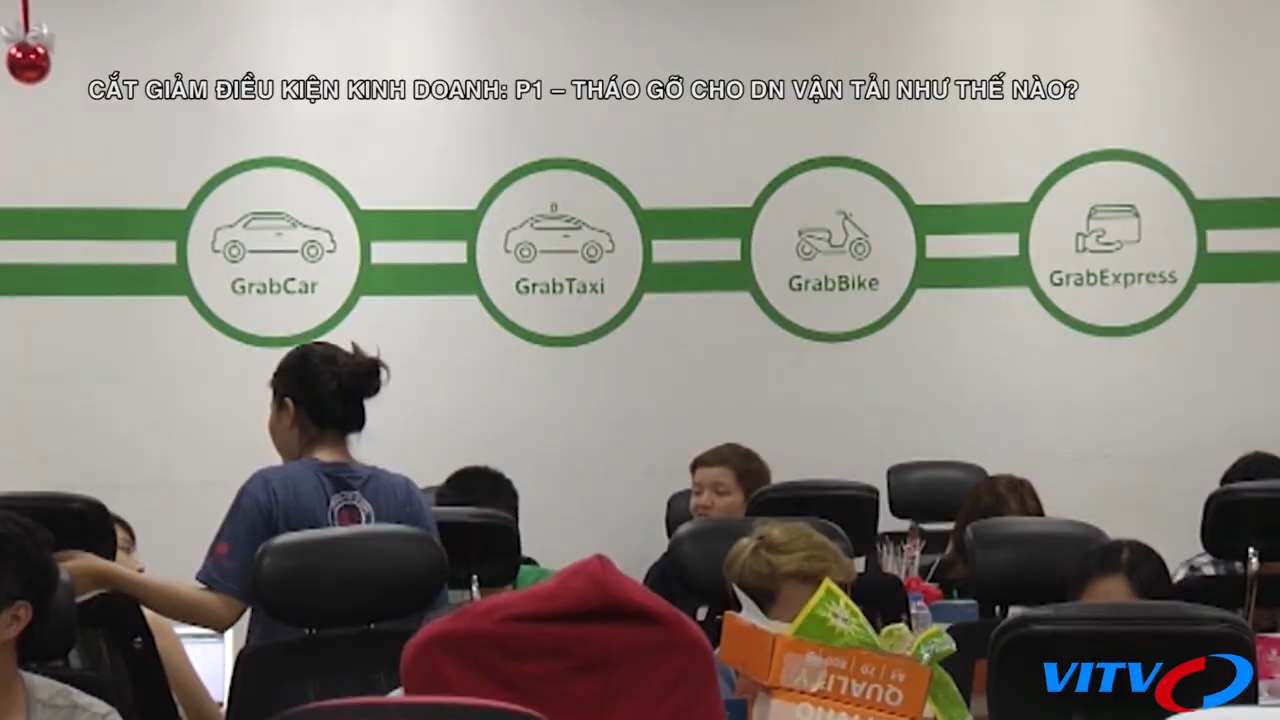 CẮT GIẢM ĐIỀU KIỆN KINH DOANH: P1 – THÁO GỠ CHO DN VẬN TẢI NHƯ THẾ NÀO?
GrabCar
GrabTaxi
GrabBike
GrabExpress
QUALITY
VITV